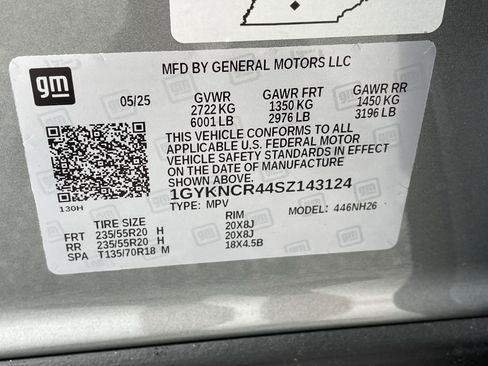 gm
MFD BY GENERAL MOTORS LLC
05/25 GVWR GAWR FRT GAWR RR
2722 KG 1350 KG 1450 KG
6001 LB 2976 LB 3196 LB
THIS VEHICLE CONFORMS TO ALL
APPLICABLE U.S. FEDERAL MOTOR
VEHICLE SAFETY STANDARDS IN EFFECT
ON THE DATE OF MANUFACTURE
SHOWN ABOVE.
1GYKNCR44SZ143124
130H TYPE: MPV MODEL: 446NH26
TIRE SIZE RIM
FRT 235/55R20 H 20X8J
RR 235/55R20 H 20X8J
SPA T135/70R18 M 18X4.5B